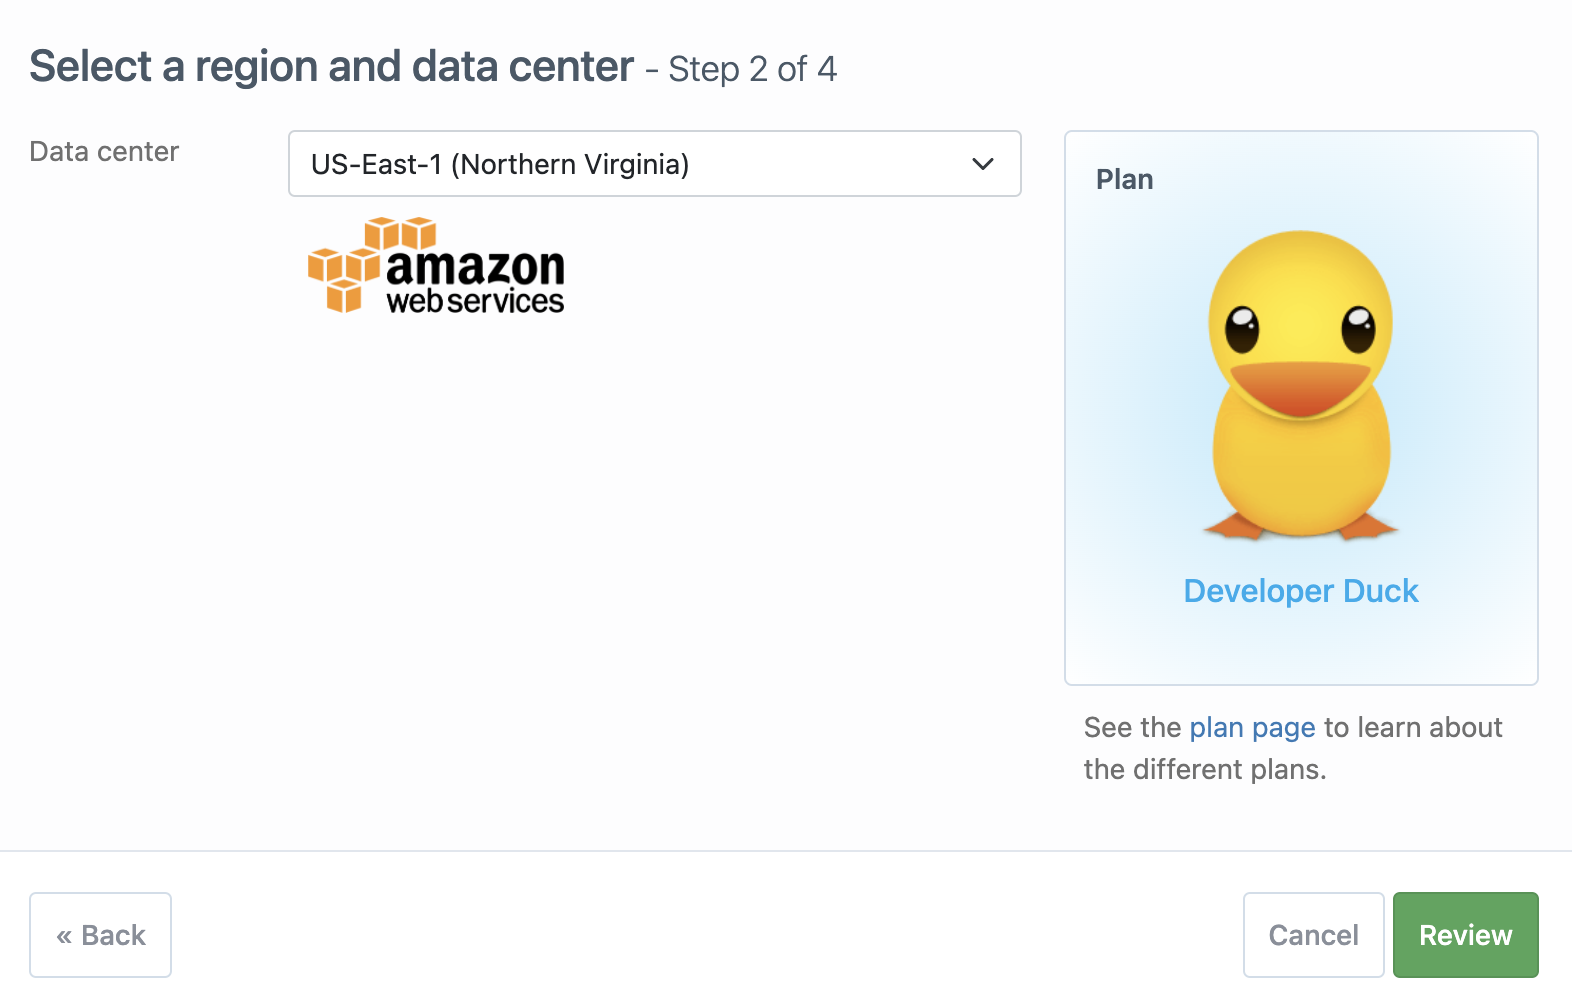 Select a region and data center - Step 2 of 4
Data center
US-East-1 (Northern Virginia)
amazon
web services
Plan
Developer Duck
See the plan page to learn about
the different plans.
« Back
Cancel
Review